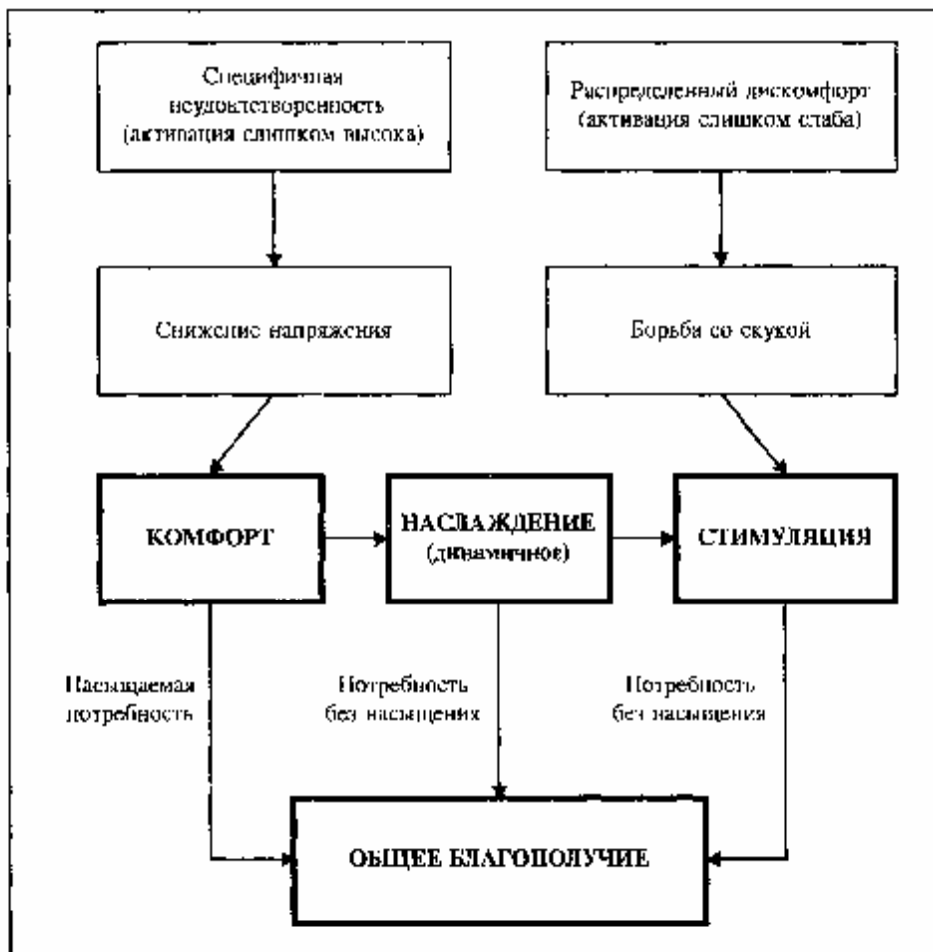 Специфичная
неудовлетворенность
(активация слишком высока)
Распределенный дискомфорт
(активация слишком слаба)
Снижение напряжения
Борьба со скукой
КОМФОРТ
НАСЛАЖДЕНИЕ
(динамичное)
СТИМУЛЯЦИЯ
Насыщаемая
потребность
Потребность
без насыщения
Потребность
без насыщения
ОБЩЕЕ БЛАГОПОЛУЧИЕ